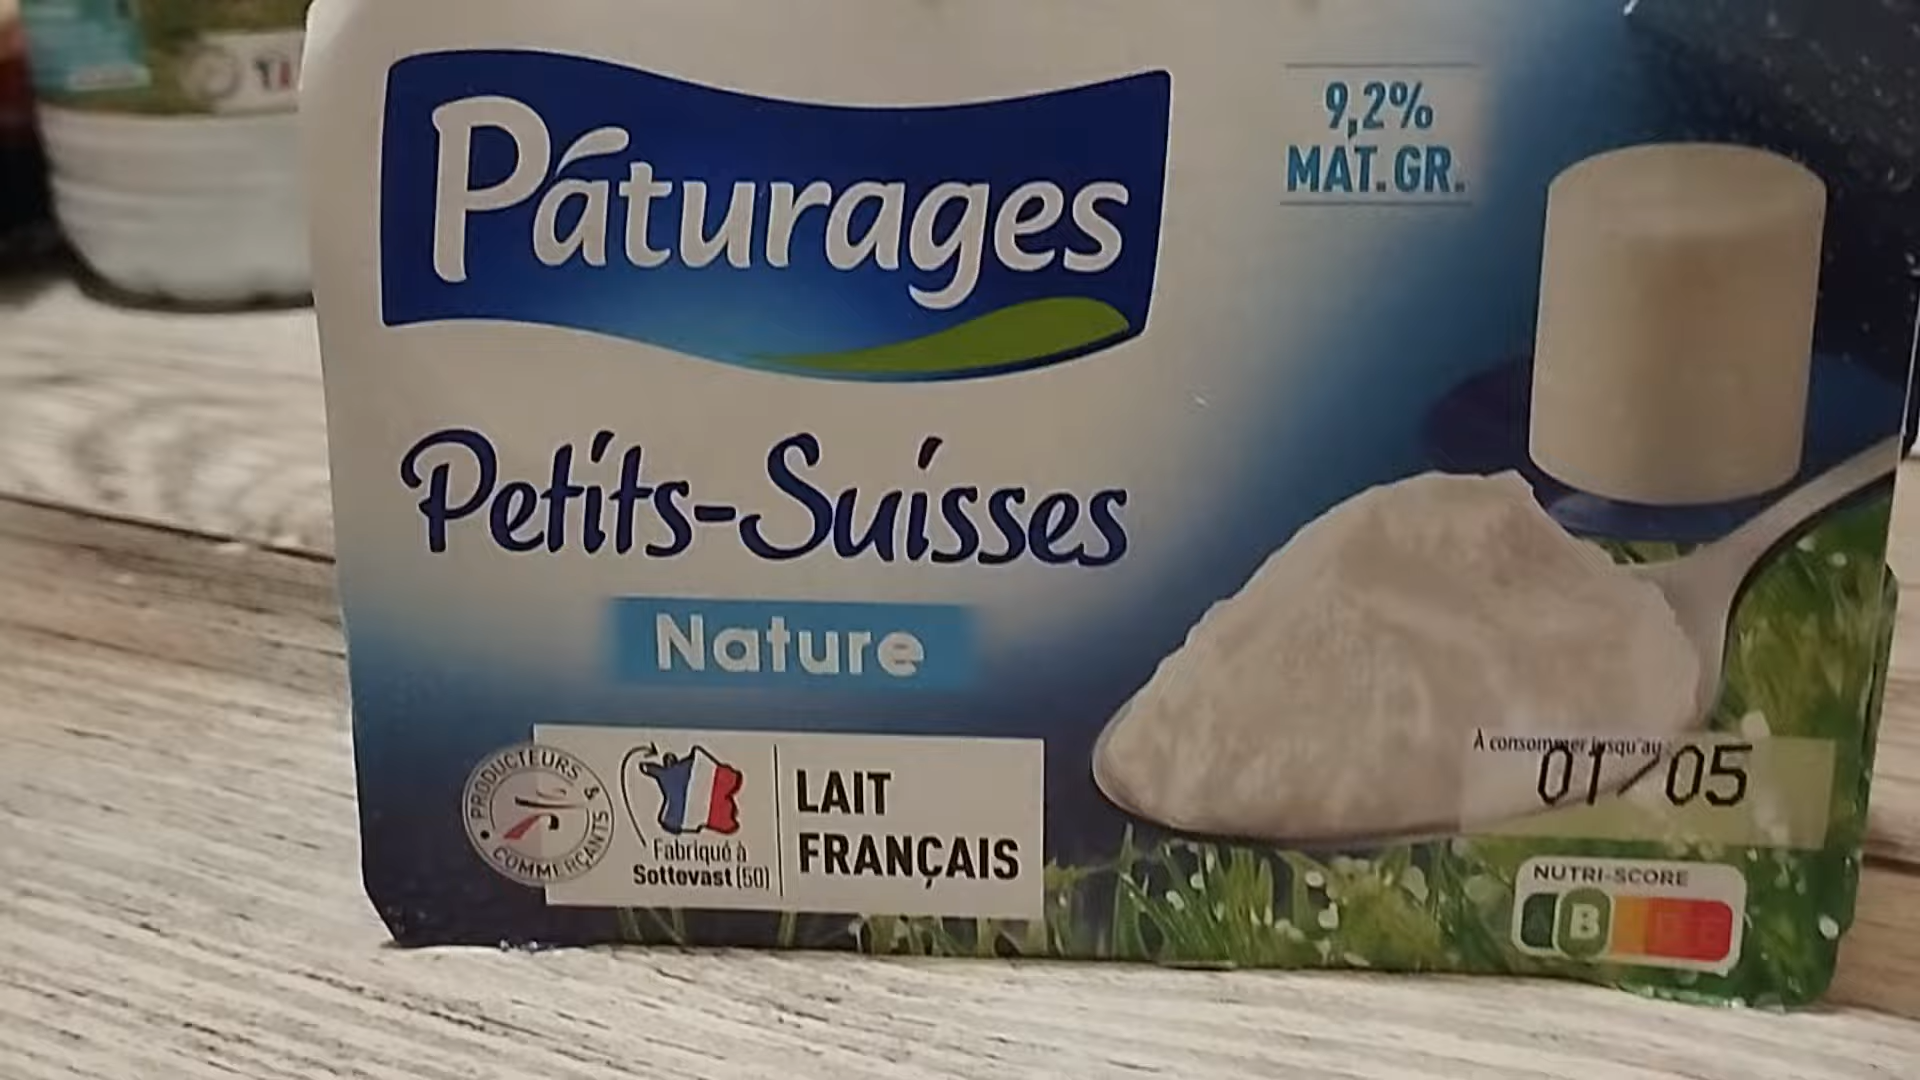 Pâturages
9,2%
MAT.GR.
Petits-Suisses
Nature
PRODUCTEURS & COMMERÇANTS
Fabriqué à
Sottevast (50)
LAIT
FRANÇAIS
À consommer jusqu'au :
01/05
NUTRI-SCORE
B